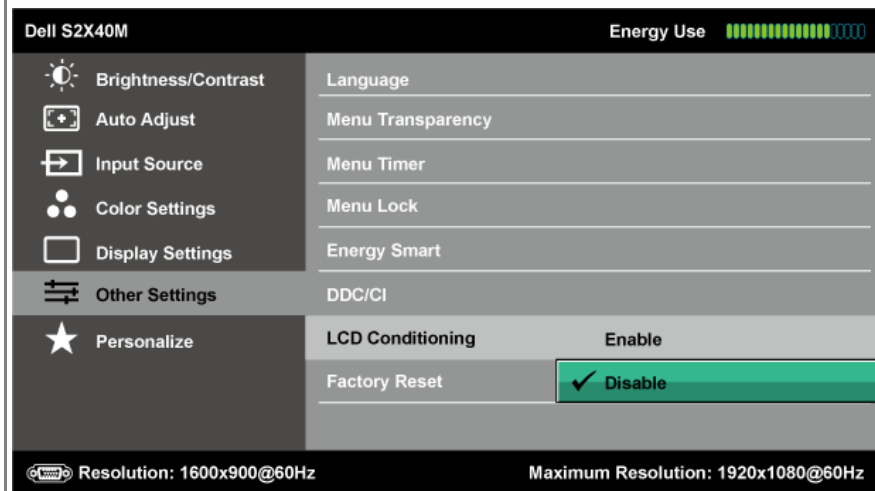 Dell S2X40M Energy Use
Brightness/Contrast Language
Auto Adjust Menu Transparency
Input Source Menu Timer
Color Settings Menu Lock
Display Settings Energy Smart
Other Settings DDC/CI
Personalize LCD Conditioning Enable
Factory Reset Disable
Resolution: 1600x900@60Hz Maximum Resolution: 1920x1080@60Hz